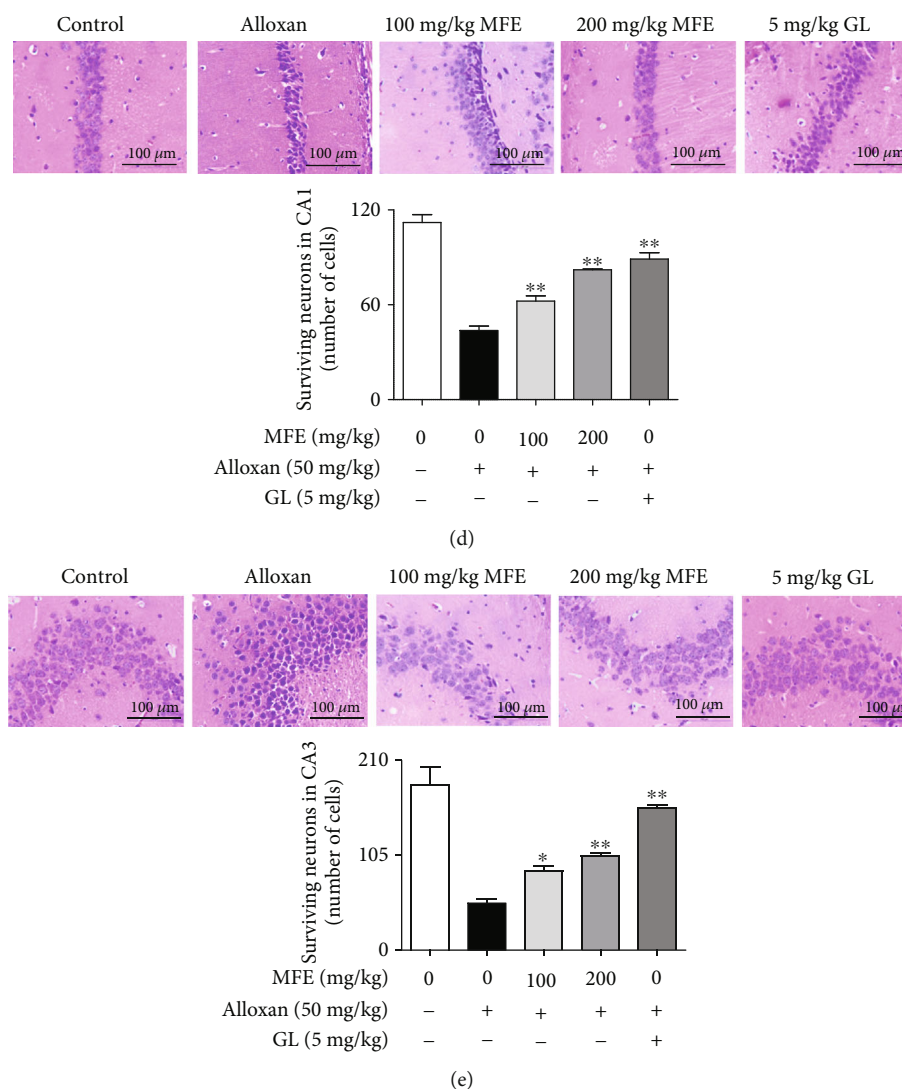 Control Alloxan 100 mg/kg MFE 200 mg/kg MFE 5 mg/kg GL
100 μm 100 μm 100 μm 100 μm 100 μm
Surviving neurons in CA1
(number of cells)
120
60
0
** ** **
MFE (mg/kg) 0 0 100 200 0
Alloxan (50 mg/kg) – + + + +
GL (5 mg/kg) – – – – +
(d)
Control Alloxan 100 mg/kg MFE 200 mg/kg MFE 5 mg/kg GL
100 μm 100 μm 100 μm 100 μm 100 μm
Surviving neurons in CA3
(number of cells)
210
105
0
* ** **
MFE (mg/kg) 0 0 100 200 0
Alloxan (50 mg/kg) – + + + +
GL (5 mg/kg) – – – – +
(e)